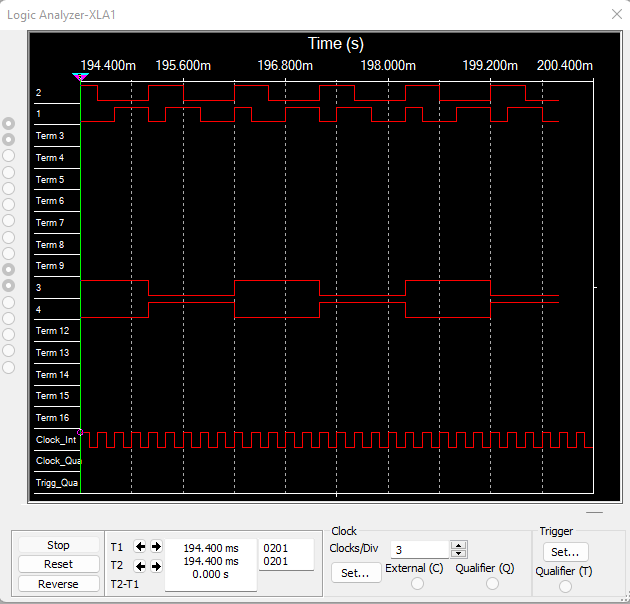 Logic Analyzer-XLA1
Time (s)
194.400m 195.600m 196.800m 198.000m 199.200m 200.400m
2
1
Term 3
Term 4
Term 5
Term 6
Term 7
Term 8
Term 9
3
4
Term 12
Term 13
Term 14
Term 15
Term 16
Clock_Int
Clock_Qua
Trigg_Qua
Stop
Reset
Reverse
T1 194.400 ms 0201
T2 194.400 ms 0201
T2-T1 0.000 s
Clock
Clocks/Div 3
Set... External (C) Qualifier (Q)
Trigger
Set...
Qualifier (T)